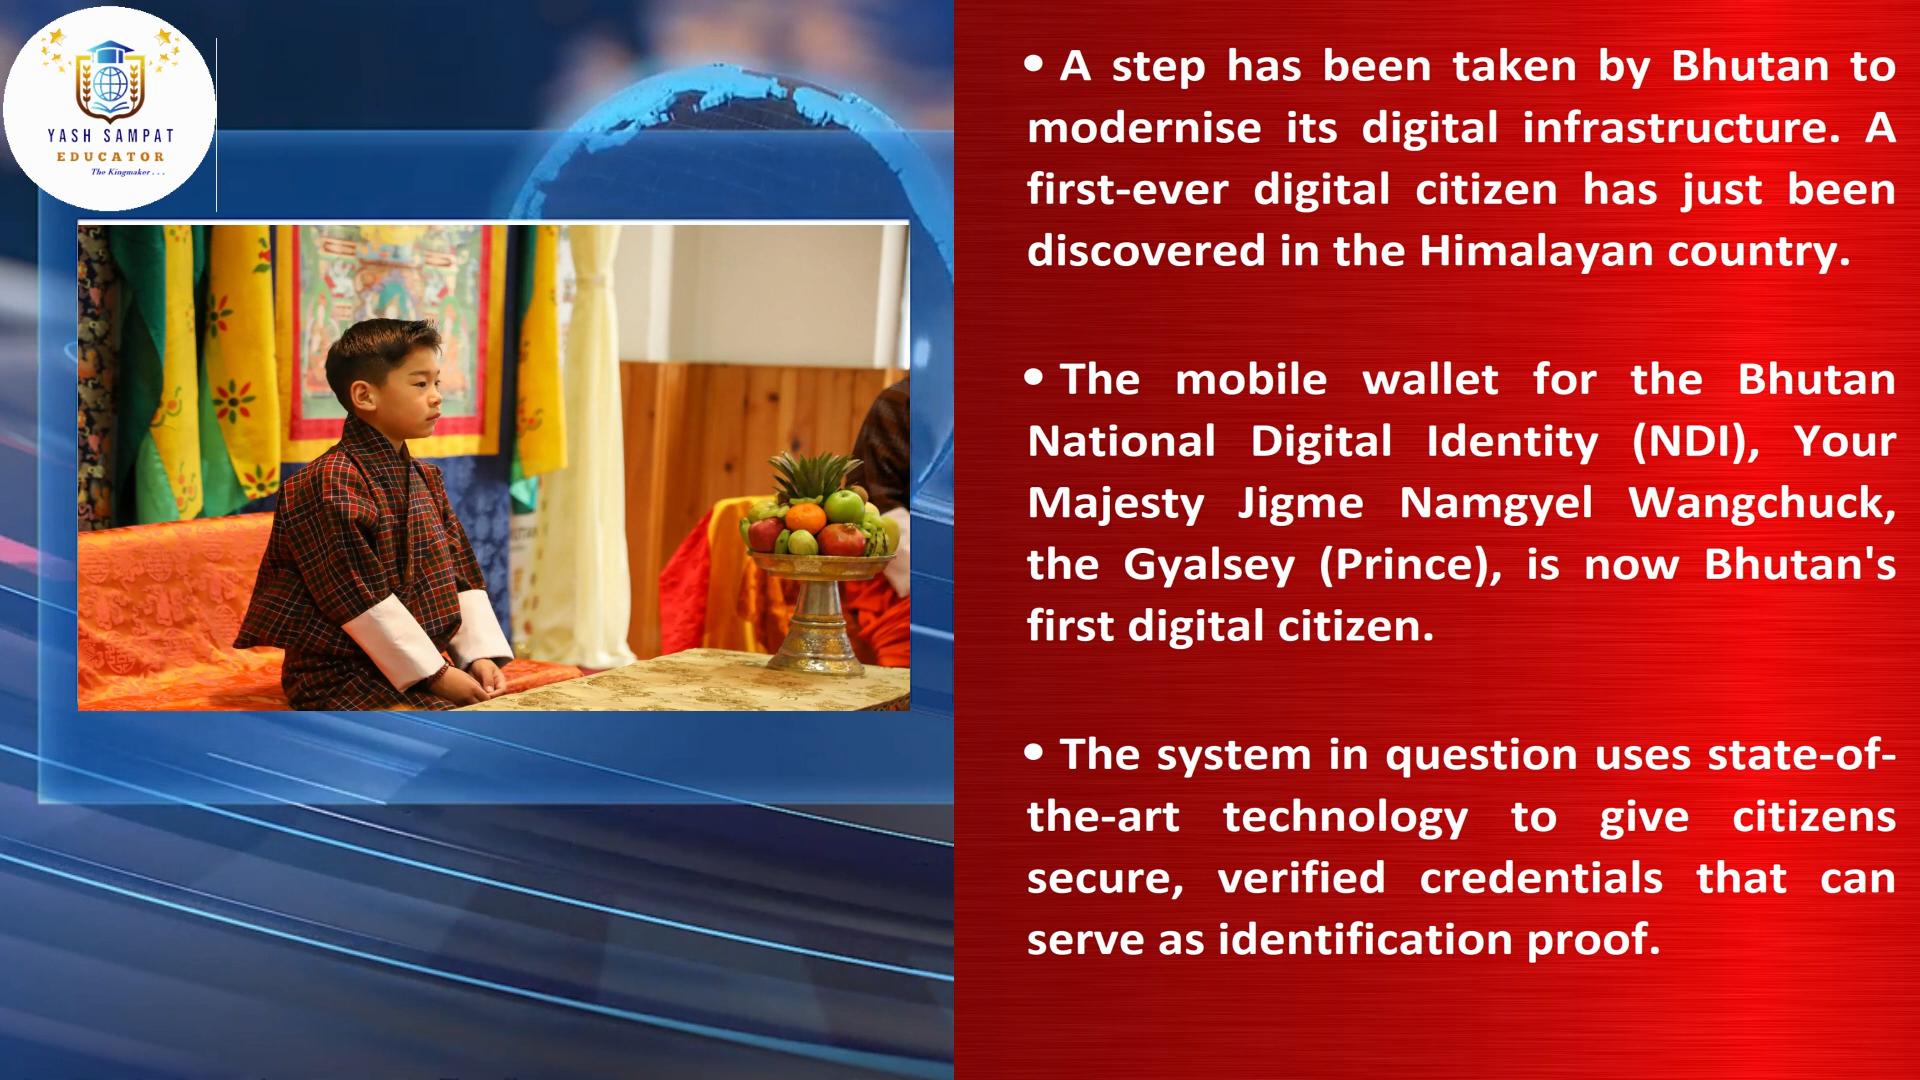 YASH SAMPAT
EDUCATOR
The Kingmaker . . .
• A step has been taken by Bhutan to
modernise its digital infrastructure. A
first-ever digital citizen has just been
discovered in the Himalayan country.
• The mobile wallet for the Bhutan
National Digital Identity (NDI), Your
Majesty Jigme Namgyel Wangchuck,
the Gyalsey (Prince), is now Bhutan's
first digital citizen.
• The system in question uses state-of-
the-art technology to give citizens
secure, verified credentials that can
serve as identification proof.